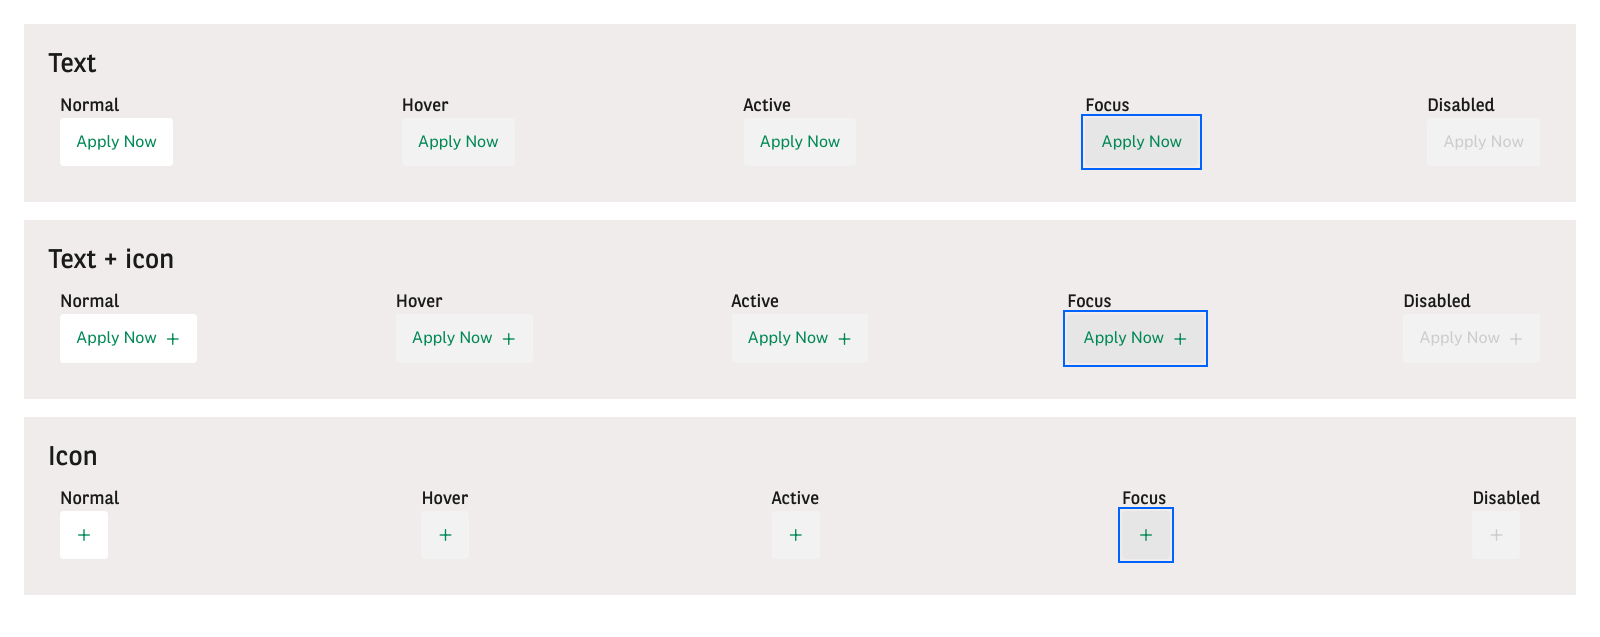 Text
Normal Hover Active Focus Disabled
Apply Now Apply Now Apply Now Apply Now Apply Now
Text + icon
Normal Hover Active Focus Disabled
Apply Now + Apply Now + Apply Now + Apply Now + Apply Now +
Icon
Normal Hover Active Focus Disabled
+ + + + +